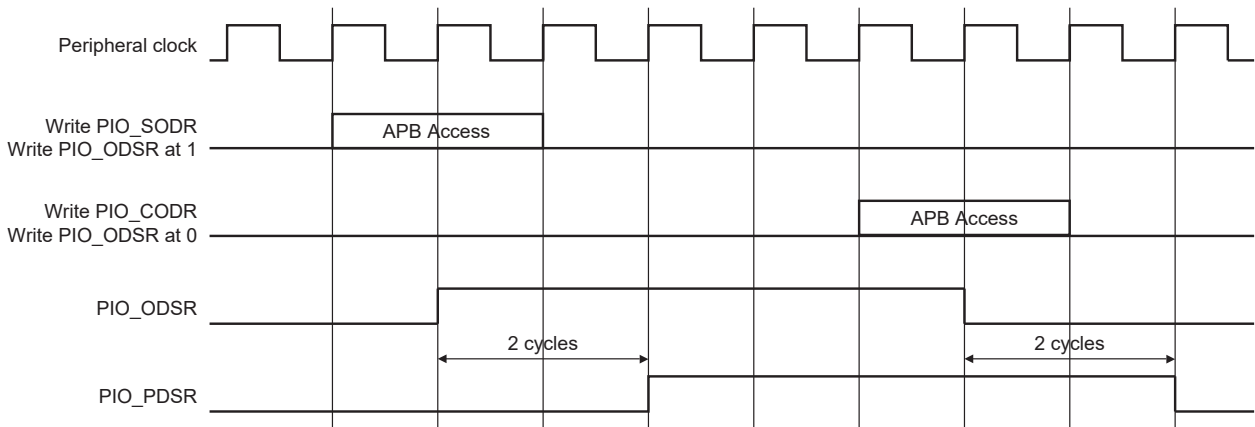 Peripheral clock
Write PIO_SODR
Write PIO_ODSR at 1
APB Access
Write PIO_CODR
Write PIO_ODSR at 0
APB Access
PIO_ODSR
2 cycles
2 cycles
PIO_PDSR